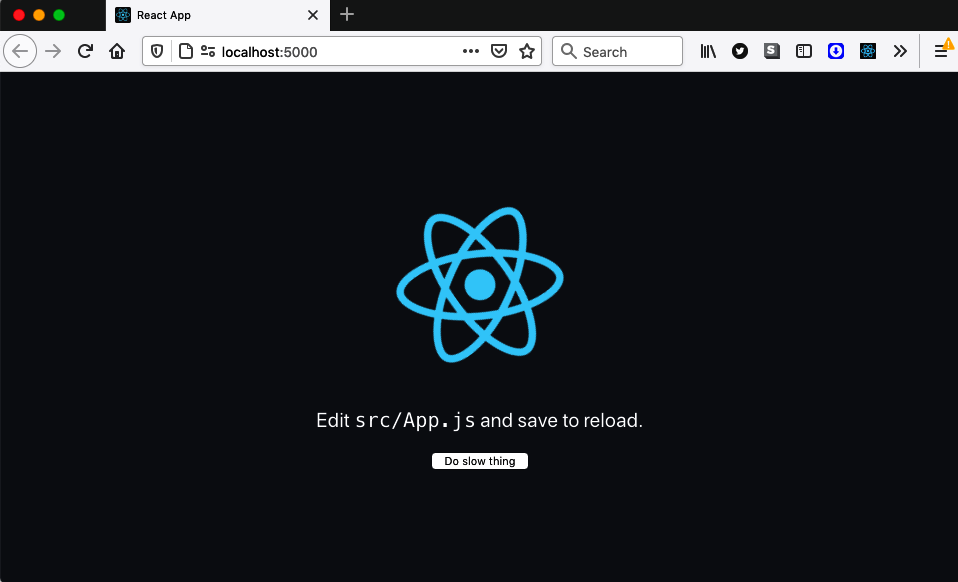 React App
localhost:5000
Search
S
Edit src/App.js and save to reload.
Do slow thing